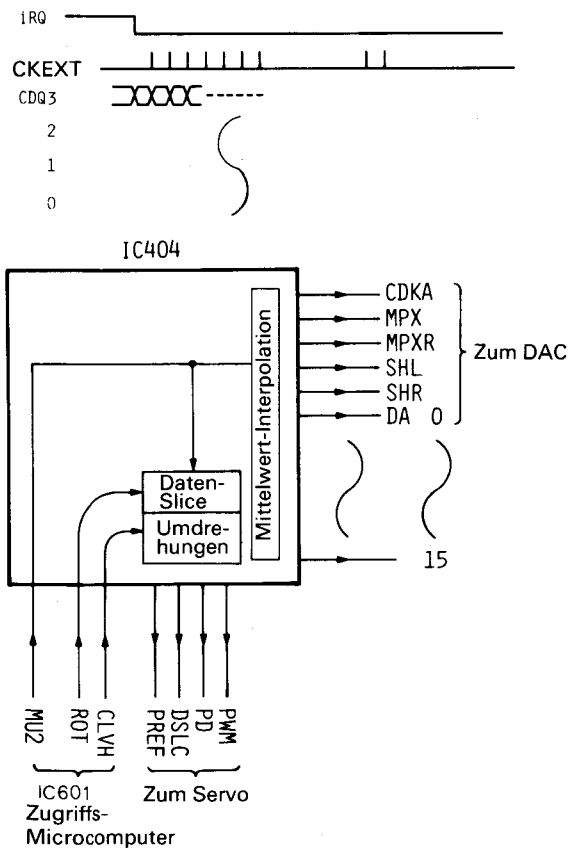 iRQ
CKEXT
CDQ3
2
1
0
IC404
CDKA
MPX
MPXR
SHL
SHR
DA 0
15
Zum DAC
Mittelwert-Interpolation
Daten-
Slice
Umdre-
hungen
MU2
ROT
CLVH
PREF
DSLC
PD
PWM
IC601
Zugriffs-
Microcomputer
Zum Servo